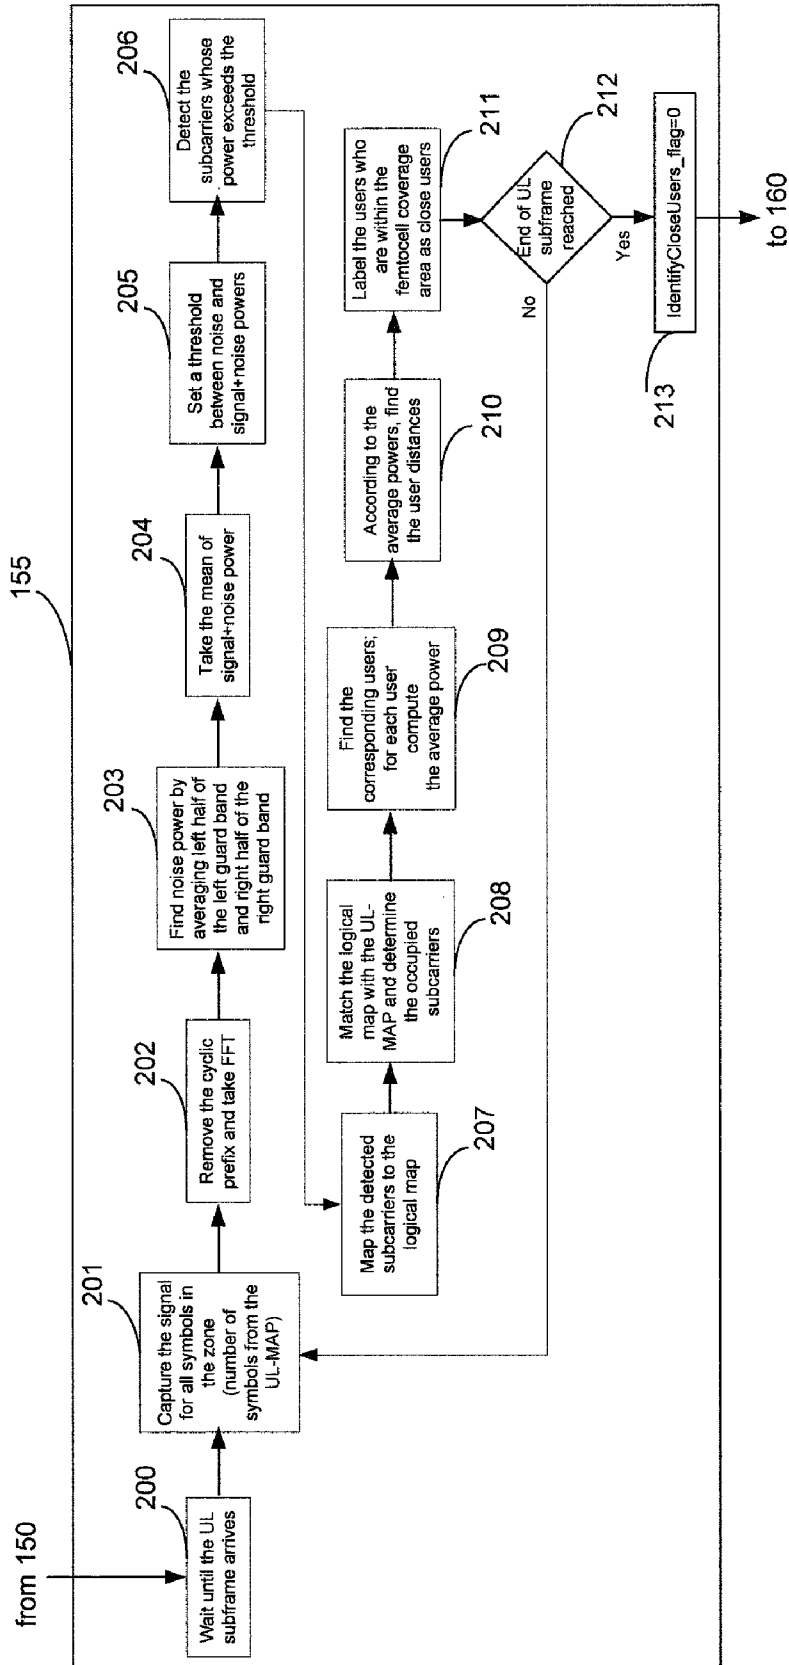 155
from 150
200
Wait until the UL
subframe arrives
201
Capture the signal
for all symbols in
the zone
(number of
symbols from the
UL-MAP)
202
Remove the cyclic
prefix and take FFT
203
Find noise power by
averaging left half of
the left guard band
and right half of the
right guard band
204
Take the mean of
signal+noise power
205
Set a threshold
between noise and
signal+noise powers
206
Detect the
subcarriers whose
power exceeds the
threshold
Map the detected
subcarriers to the
logical map
207
Match the logical
map with the UL-
MAP and determine
the occupied
subcarriers
208
Find the
corresponding users;
for each user
compute
the average power
209
According to the
average powers, find
the user distances
210
Label the users who
are within the
femtocell coverage
area as close users
211
End of UL
subframe
reached
212
No
Yes
IdentifyCloseUsers_flag=0
213
to 160